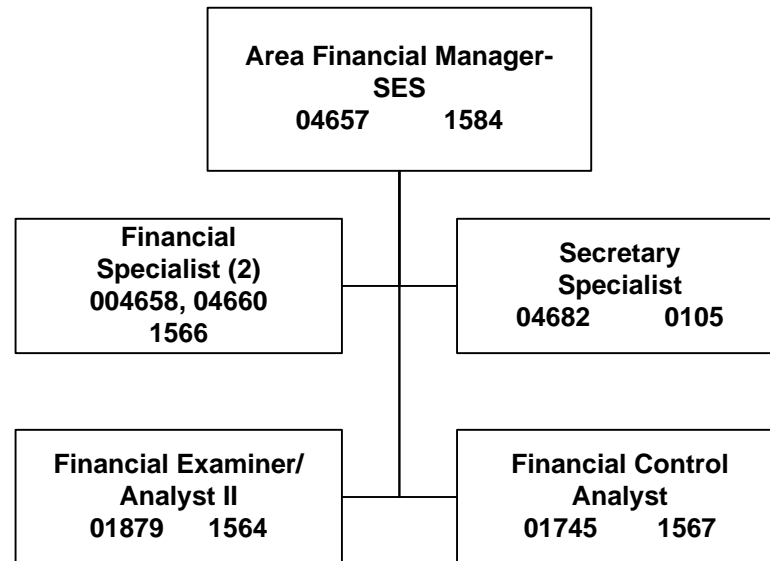 Area Financial Manager-
SES
04657 1584
Financial
Specialist (2)
004658, 04660
1566
Secretary
Specialist
04682 0105
Financial Examiner/
Analyst II
01879 1564
Financial Control
Analyst
01745 1567